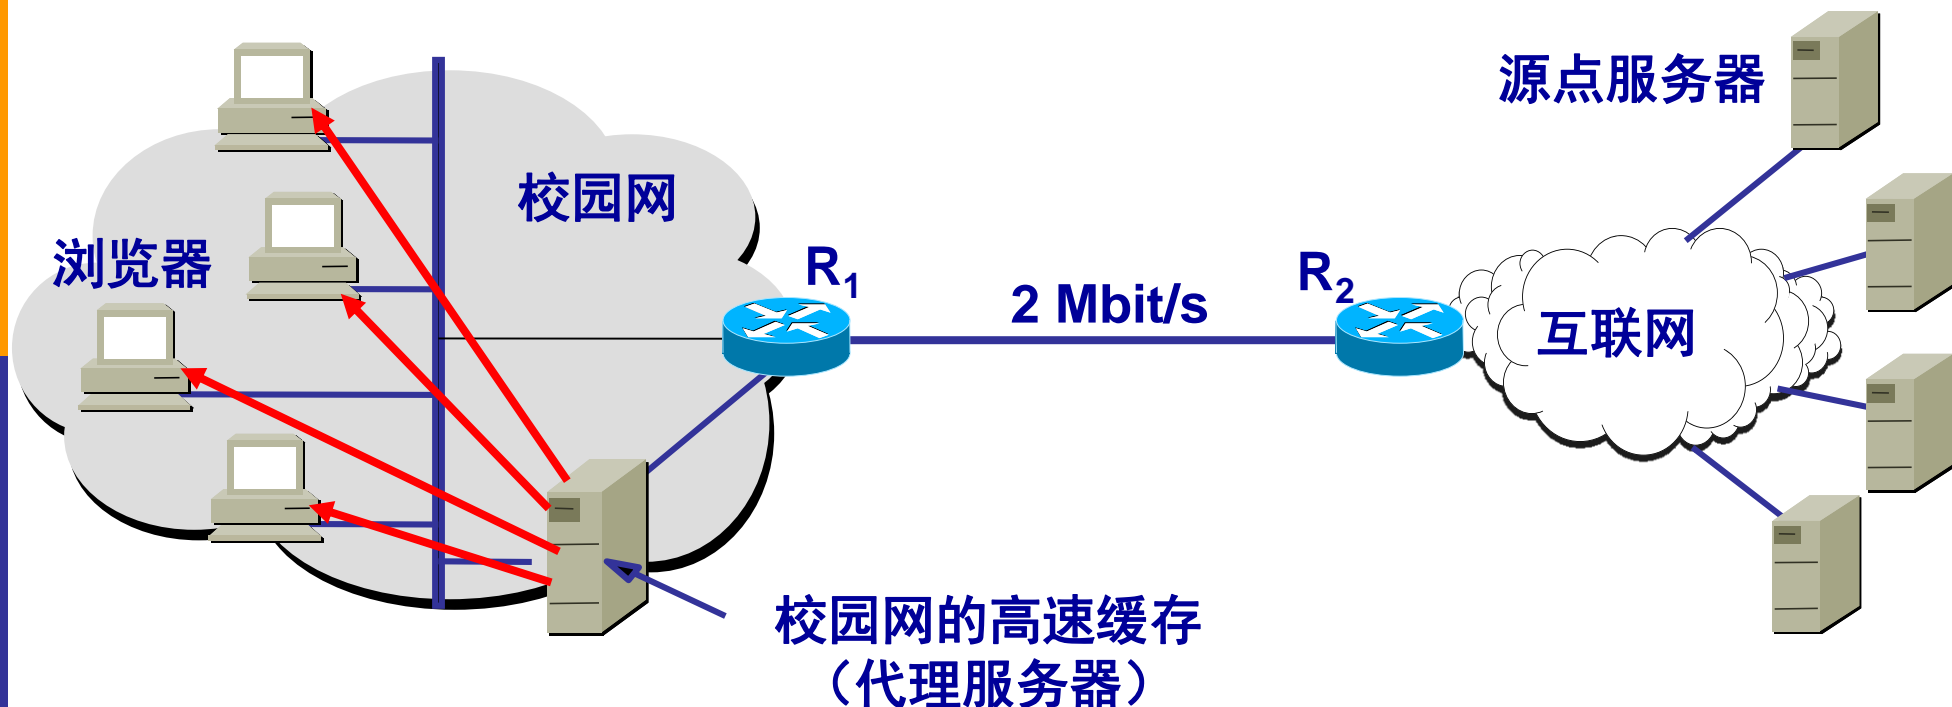 源点服务器
校园网
浏览器
R1
R2
2 Mbit/s
互联网
校园网的高速缓存
（代理服务器）